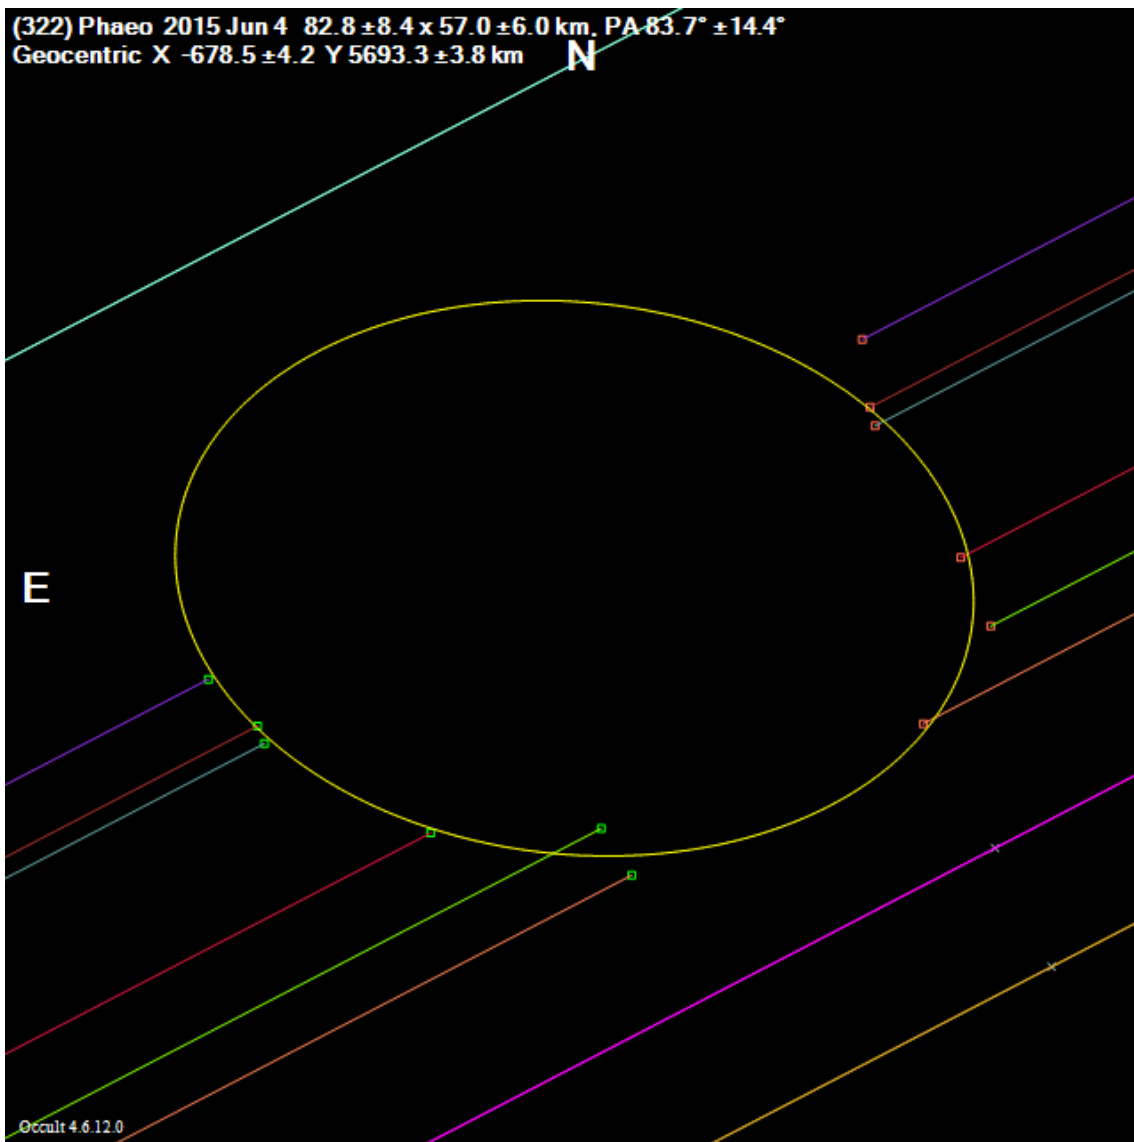 (322) Phaeo 2015 Jun 4 82.8 ±8.4 x 57.0 ±6.0 km, PA 83.7° ±14.4°
Geocentric X -678.5 ±4.2 Y 5693.3 ±3.8 km
N
E
Occult 4.6.12.0